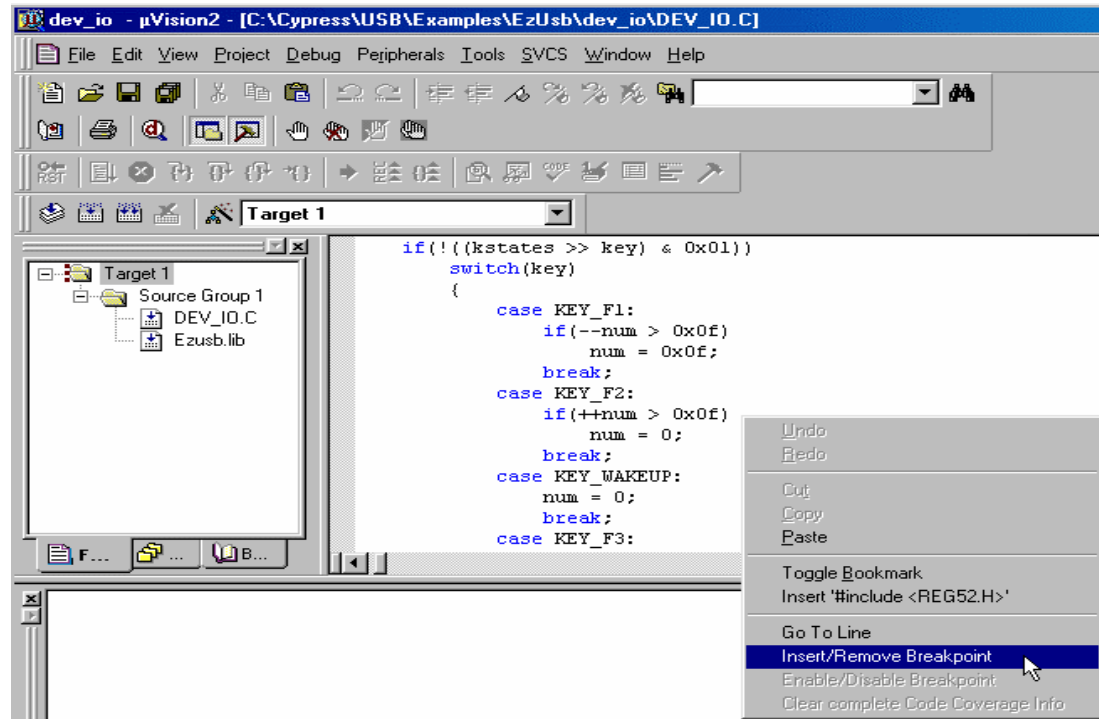 dev_io - µVision2 - [C:\Cypress\USB\Examples\EzUsb\dev_io\DEV_IO.C]
File Edit View Project Debug Peripherals Tools SVCS Window Help
RST CODE
Target 1
Target 1
Source Group 1
DEV_IO.C
Ezusb.lib
F... ... B...
if(!((kstates >> key) & 0x01))
switch(key)
{
case KEY_F1:
if(--num > 0x0f)
num = 0x0f;
break;
case KEY_F2:
if(++num > 0x0f)
num = 0;
break;
case KEY_WAKEUP:
num = 0;
break;
case KEY_F3:
Undo
Redo
Cut
Copy
Paste
Toggle Bookmark
Insert '#include <REG52.H>'
Go To Line
Insert/Remove Breakpoint
Enable/Disable Breakpoint
Clear complete Code Coverage Info